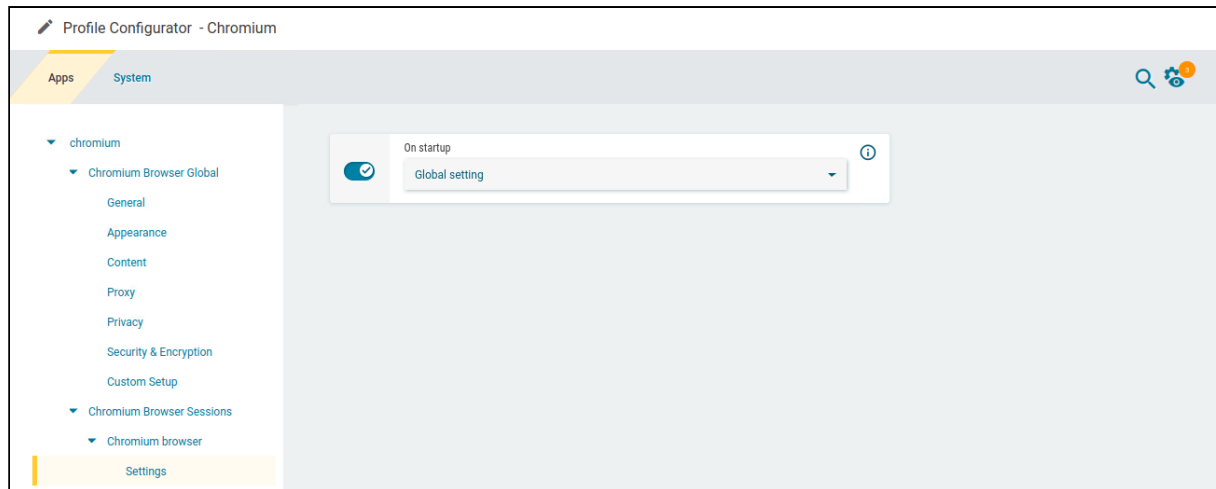 Profile Configurator - Chromium
Apps
System
3
chromium
Chromium Browser Global
General
Appearance
Content
Proxy
Privacy
Security & Encryption
Custom Setup
Chromium Browser Sessions
Chromium browser
Settings
On startup
Global setting